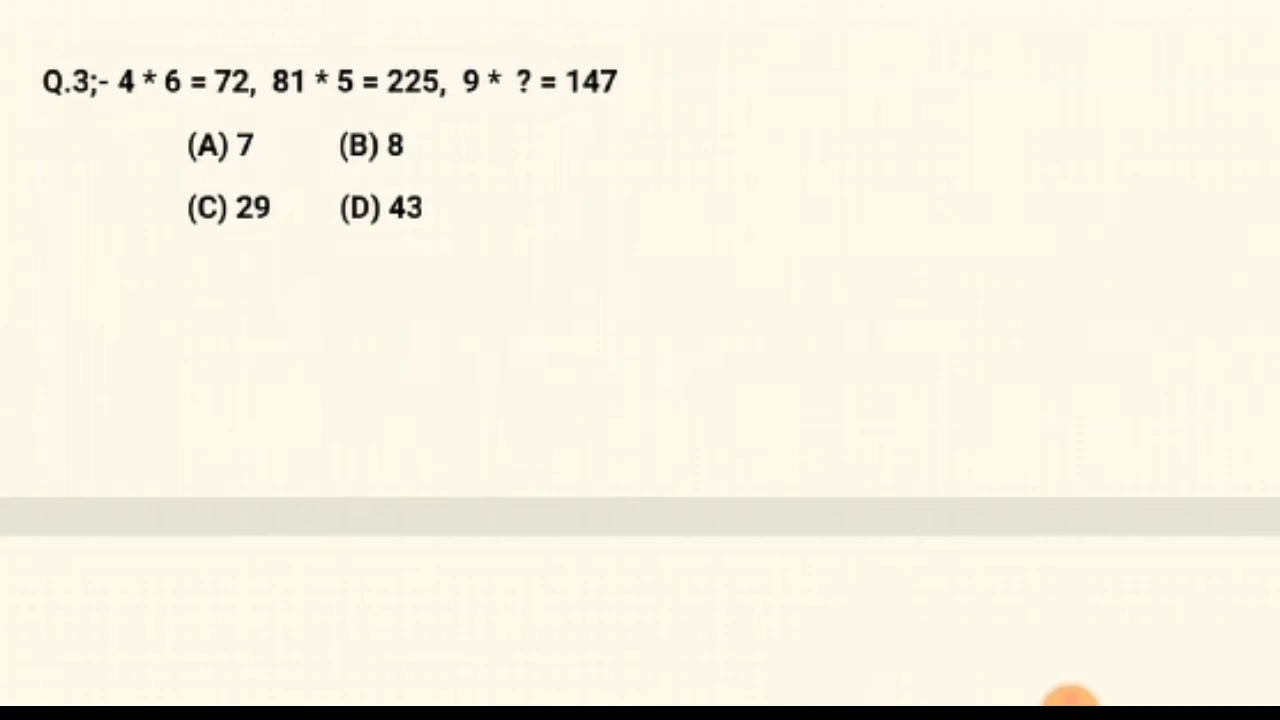 Q.3;- 4 * 6 = 72, 81 * 5 = 225, 9 * ? = 147
(A) 7 (B) 8
(C) 29 (D) 43